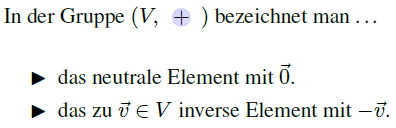 In der Gruppe (V, + ) bezeichnet man …
▶ das neutrale Element mit 0⃗.
▶ das zu v⃗ ∈ V inverse Element mit −v⃗.